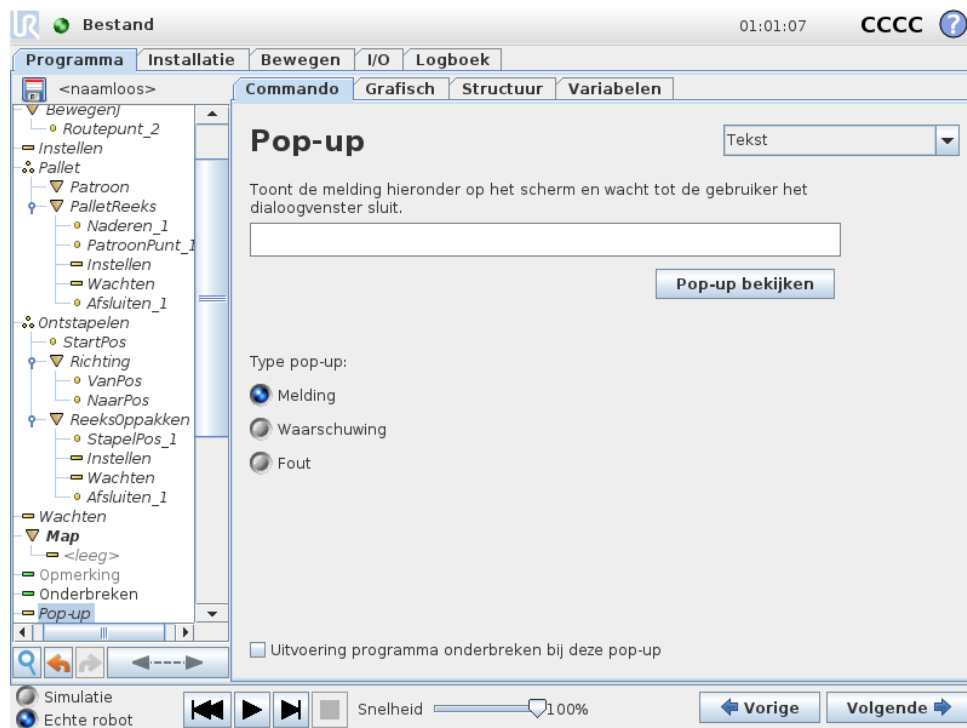 UR Bestand 01:01:07 CCCC ?
Programma Installatie Bewegen I/O Logboek
<naamloos>
Commando Grafisch Structuur Variabelen
BewegenJ
Routepunt_2
Instellen
Pallet
Patroon
PalletReeks
Naderen_1
PatroonPunt_1
Instellen
Wachten
Afsluiten_1
Ontstapelen
StartPos
Richting
VanPos
NaarPos
ReeksOppakken
StapelPos_1
Instellen
Wachten
Afsluiten_1
Wachten
Map
<leeg>
Opmerking
Onderbreken
Pop-up
Pop-up
Tekst
Toont de melding hieronder op het scherm en wacht tot de gebruiker het
dialoogvenster sluit.
Pop-up bekijken
Type pop-up:
Melding
Waarschuwing
Fout
Uitvoering programma onderbreken bij deze pop-up
Simulatie
Echte robot
Snelheid 100%
Vorige
Volgende